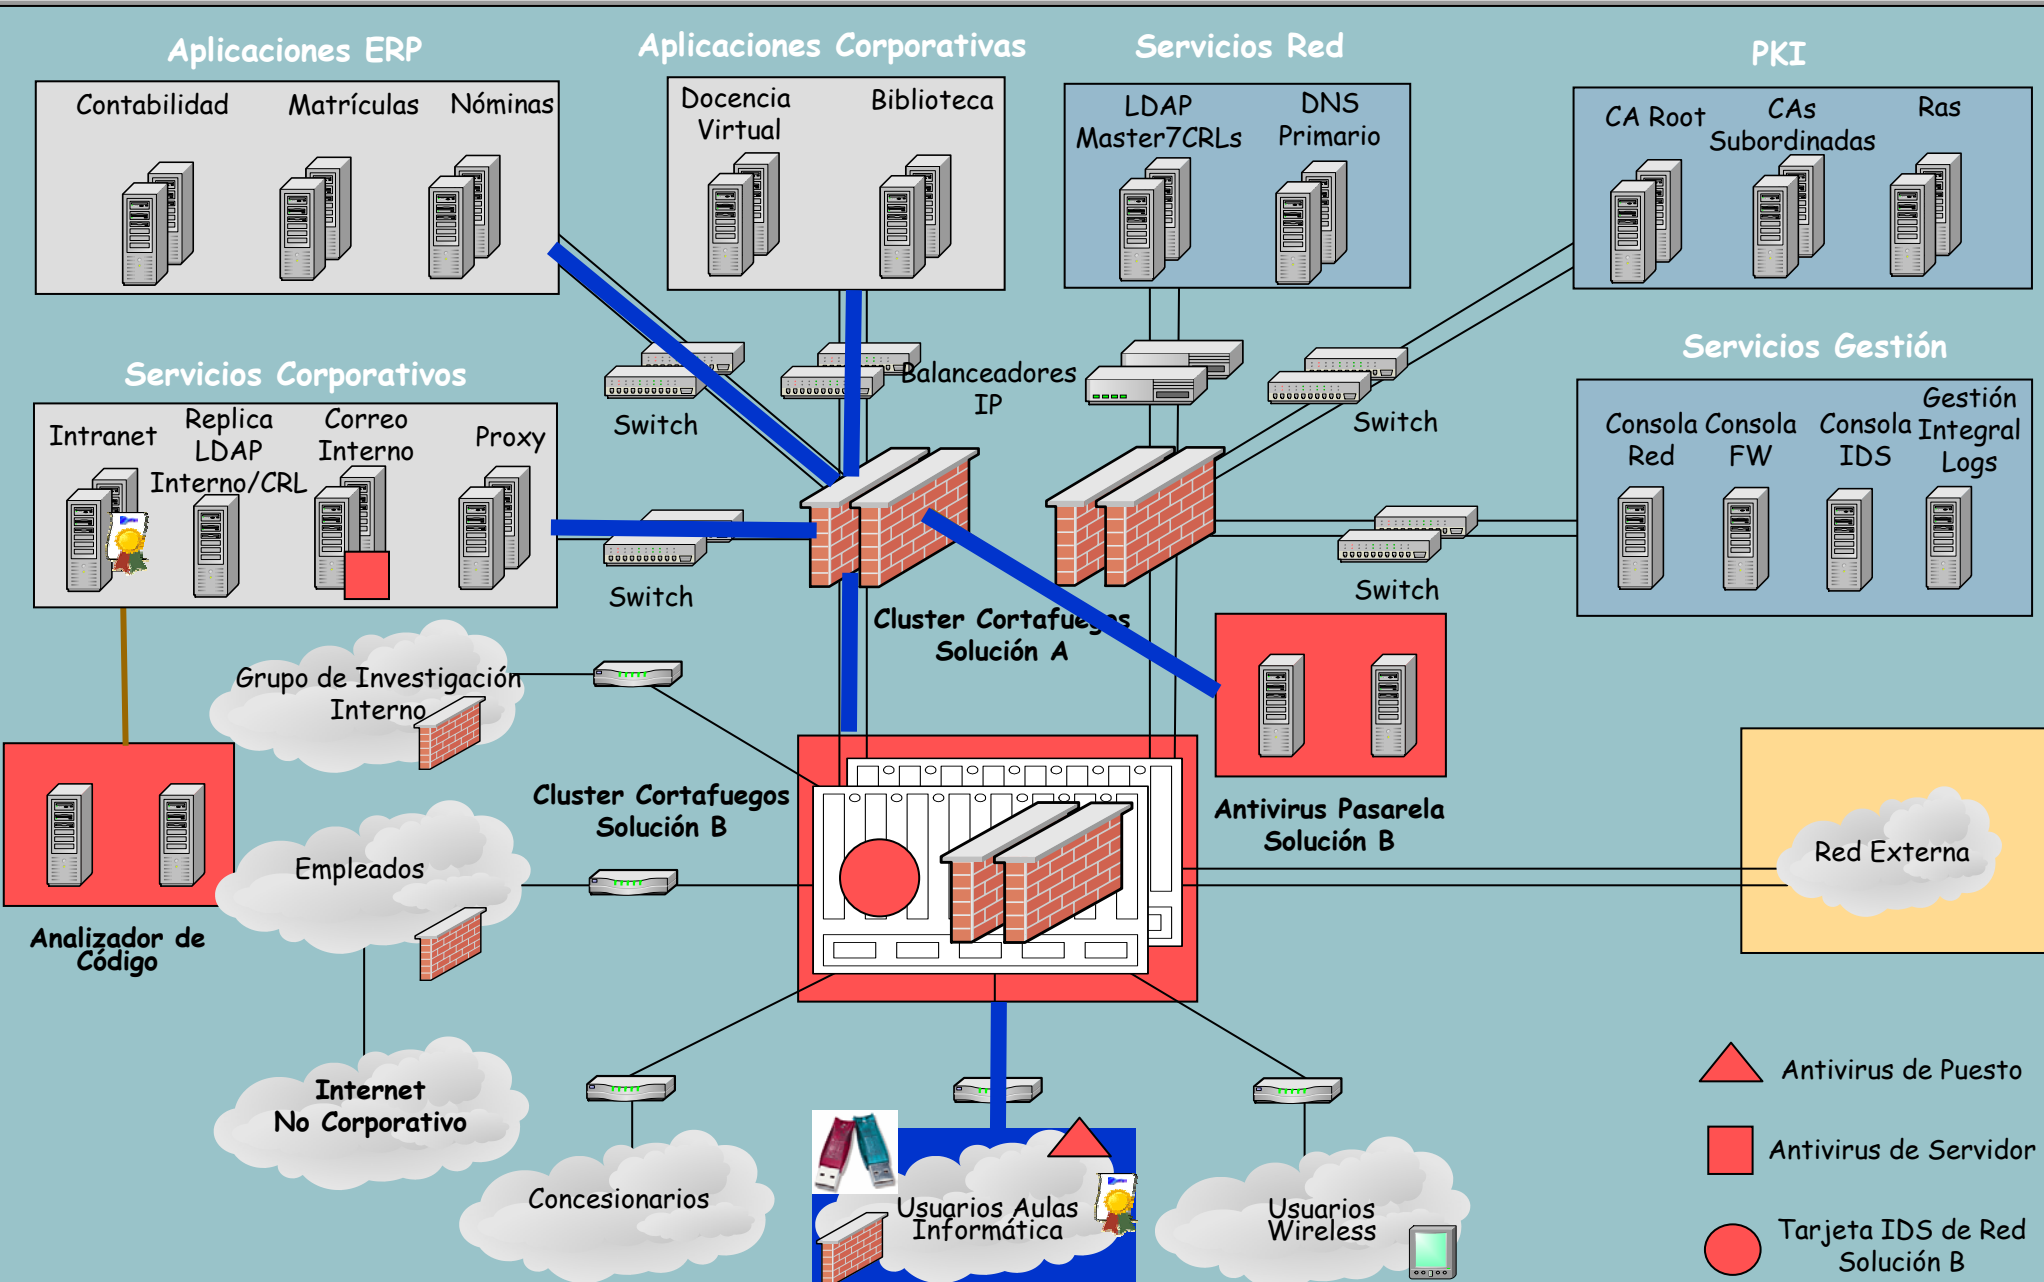 Aplicaciones ERP
Aplicaciones Corporativas
Servicios Red
PKI
Contabilidad
Matrículas
Nóminas
Docencia
Virtual
Biblioteca
LDAP
Master7CRLs
DNS
Primario
CA Root
CAs
Subordinadas
Ras
Servicios Corporativos
Servicios Gestión
Switch
Balanceadores
IP
Switch
Intranet
Replica
LDAP
Interno/CRL
Correo
Interno
Proxy
Consola
Red
Consola
FW
Consola
IDS
Gestión
Integral
Logs
Switch
Switch
Cluster Cortafuegos
Solución A
Grupo de Investigación
Interno
Cluster Cortafuegos
Solución B
Antivirus Pasarela
Solución B
Red Externa
Empleados
Analizador de
Código
Internet
No Corporativo
Concesionarios
Usuarios Aulas
Informática
Usuarios
Wireless
Antivirus de Puesto
Antivirus de Servidor
Tarjeta IDS de Red
Solución B